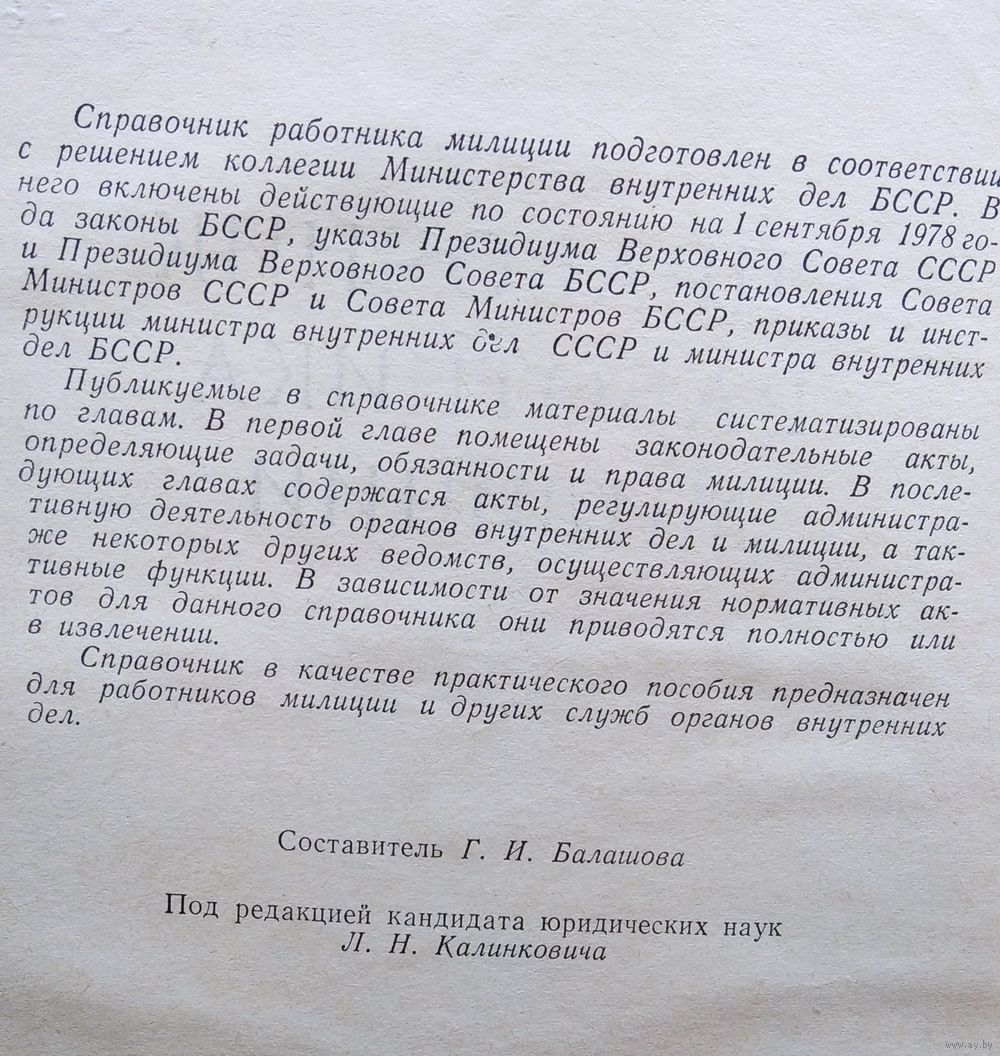 Справочник работника милиции подготовлен в соответствии
с решением коллегии Министерства внутренних дел БССР. В
него включены действующие по состоянию на 1 сентября 1978 го-
да законы БССР, указы Президиума Верховного Совета СССР
и Президиума Верховного Совета БССР, постановления Совета
Министров СССР и Совета Министров БССР, приказы и инст-
рукции министра внутренних дел СССР и министра внутренних
дел БССР.
Публикуемые в справочнике материалы систематизированы
по главам. В первой главе помещены законодательные акты,
определяющие задачи, обязанности и права милиции. В после-
дующих главах содержатся акты, регулирующие администра-
тивную деятельность органов внутренних дел и милиции, а так-
же некоторых других ведомств, осуществляющих администра-
тивные функции. В зависимости от значения нормативных ак-
тов для данного справочника они приводятся полностью или
в извлечении.
Справочник в качестве практического пособия предназначен
для работников милиции и других служб органов внутренних
дел.
Составитель Г. И. Балашова
Под редакцией кандидата юридических наук
Л. Н. Калинковича
www.ay.by